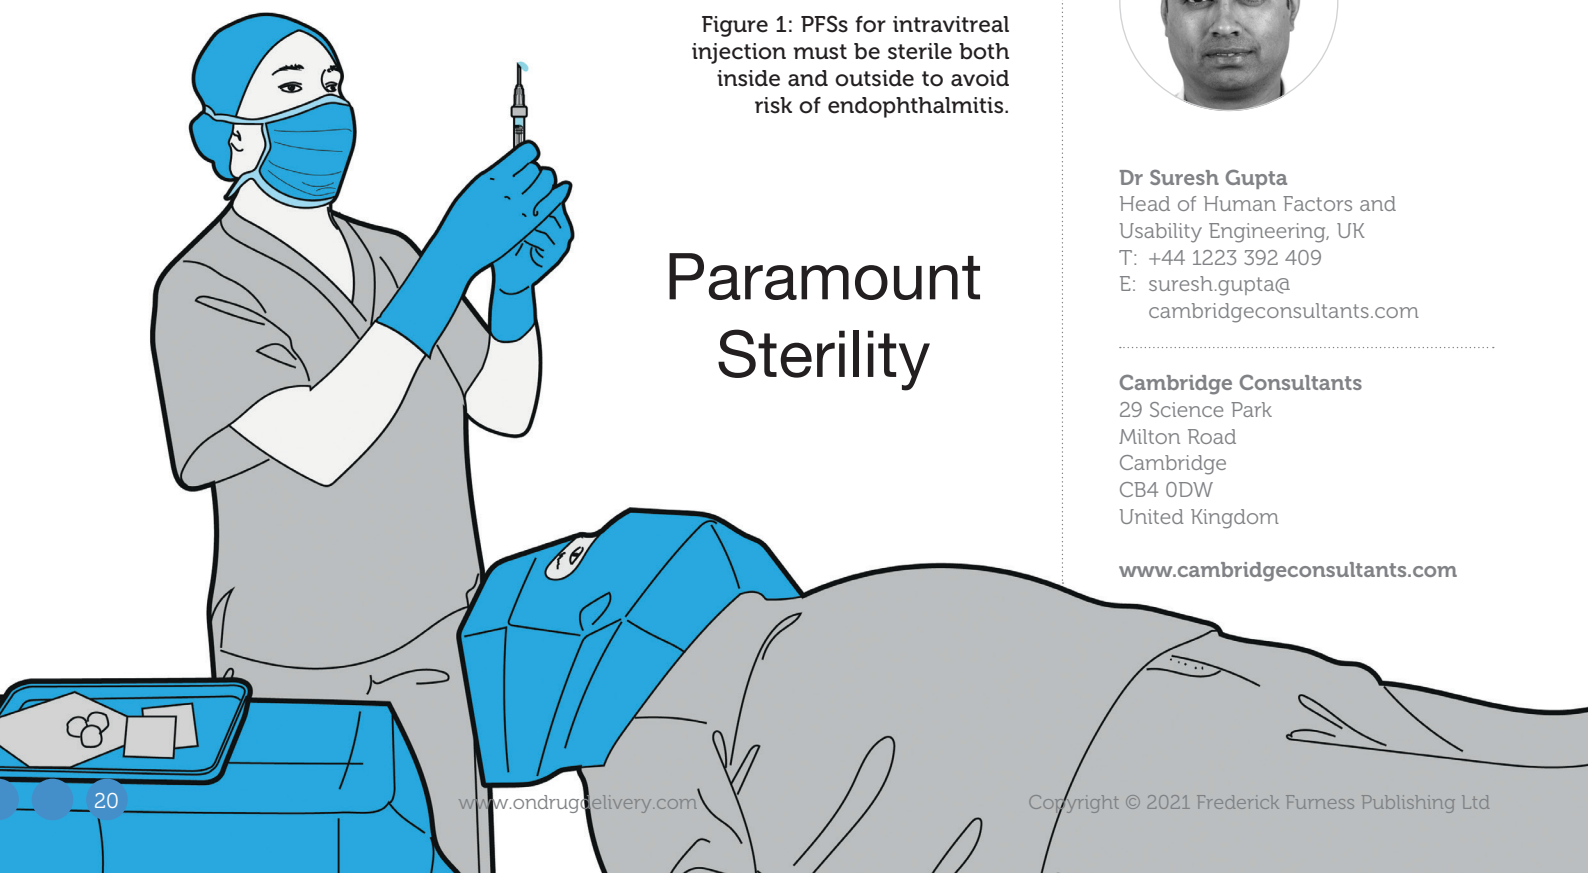 Figure 1: PFSs for intravitreal
injection must be sterile both
inside and outside to avoid
risk of endophthalmitis.
Paramount
Sterility
Dr Suresh Gupta
Head of Human Factors and
Usability Engineering, UK
T: +44 1223 392 409
E: suresh.gupta@
cambridgeconsultants.com
Cambridge Consultants
29 Science Park
Milton Road
Cambridge
CB4 0DW
United Kingdom
www.cambridgeconsultants.com
20
www.ondrugdelivery.com
Copyright © 2021 Frederick Furness Publishing Ltd